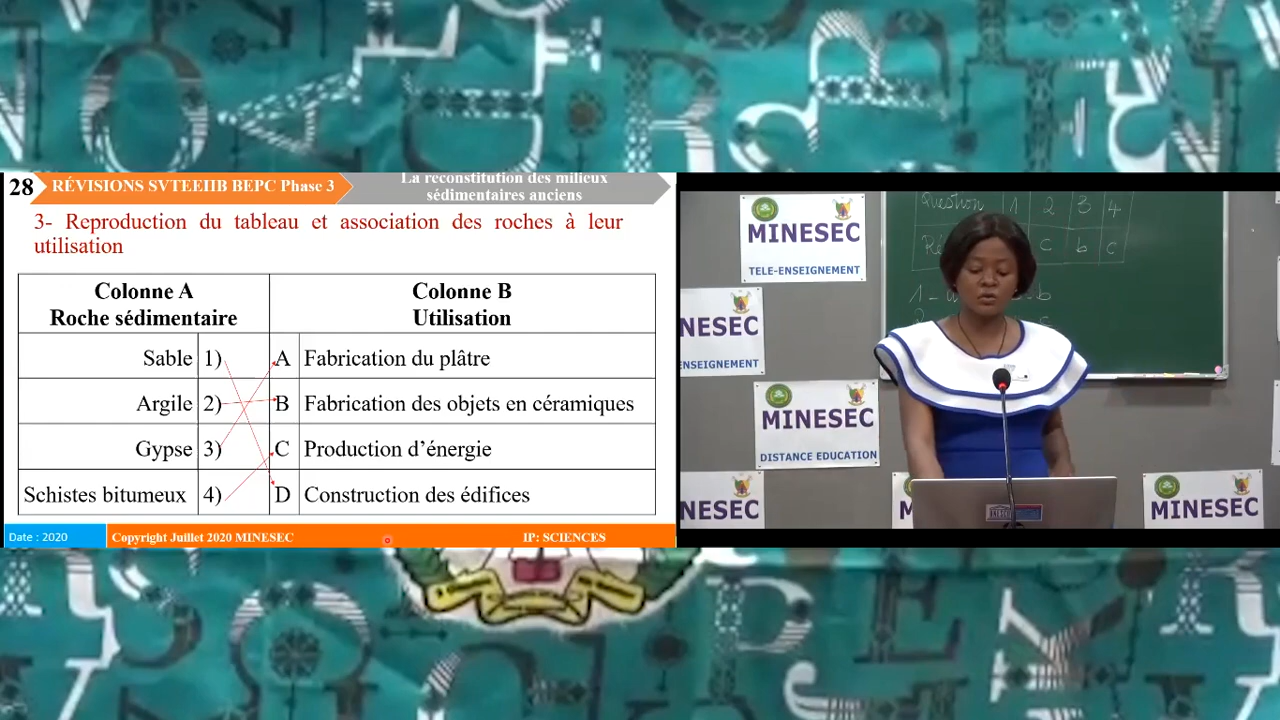 28
RÉVISIONS SVTEEHB BEPC Phase 3
La reconstitution des milieux
sédimentaires anciens
3- Reproduction du tableau et association des roches à leur
utilisation
Colonne A
Roche sédimentaire
Colonne B
Utilisation
Sable 1) A Fabrication du plâtre
Argile 2) B Fabrication des objets en céramiques
Gypse 3) C Production d’énergie
Schistes bitumeux 4) D Construction des édifices
Date : 2020
Copyright Juillet 2020 MINESEC
IP: SCIENCES
MINESEC
TELE-ENSEIGNEMENT
NESEC
ENSEIGNEMENT
MINESEC
DISTANCE EDUCATION
NESEC
MINESEC
Question 1 2 3 4
c b c